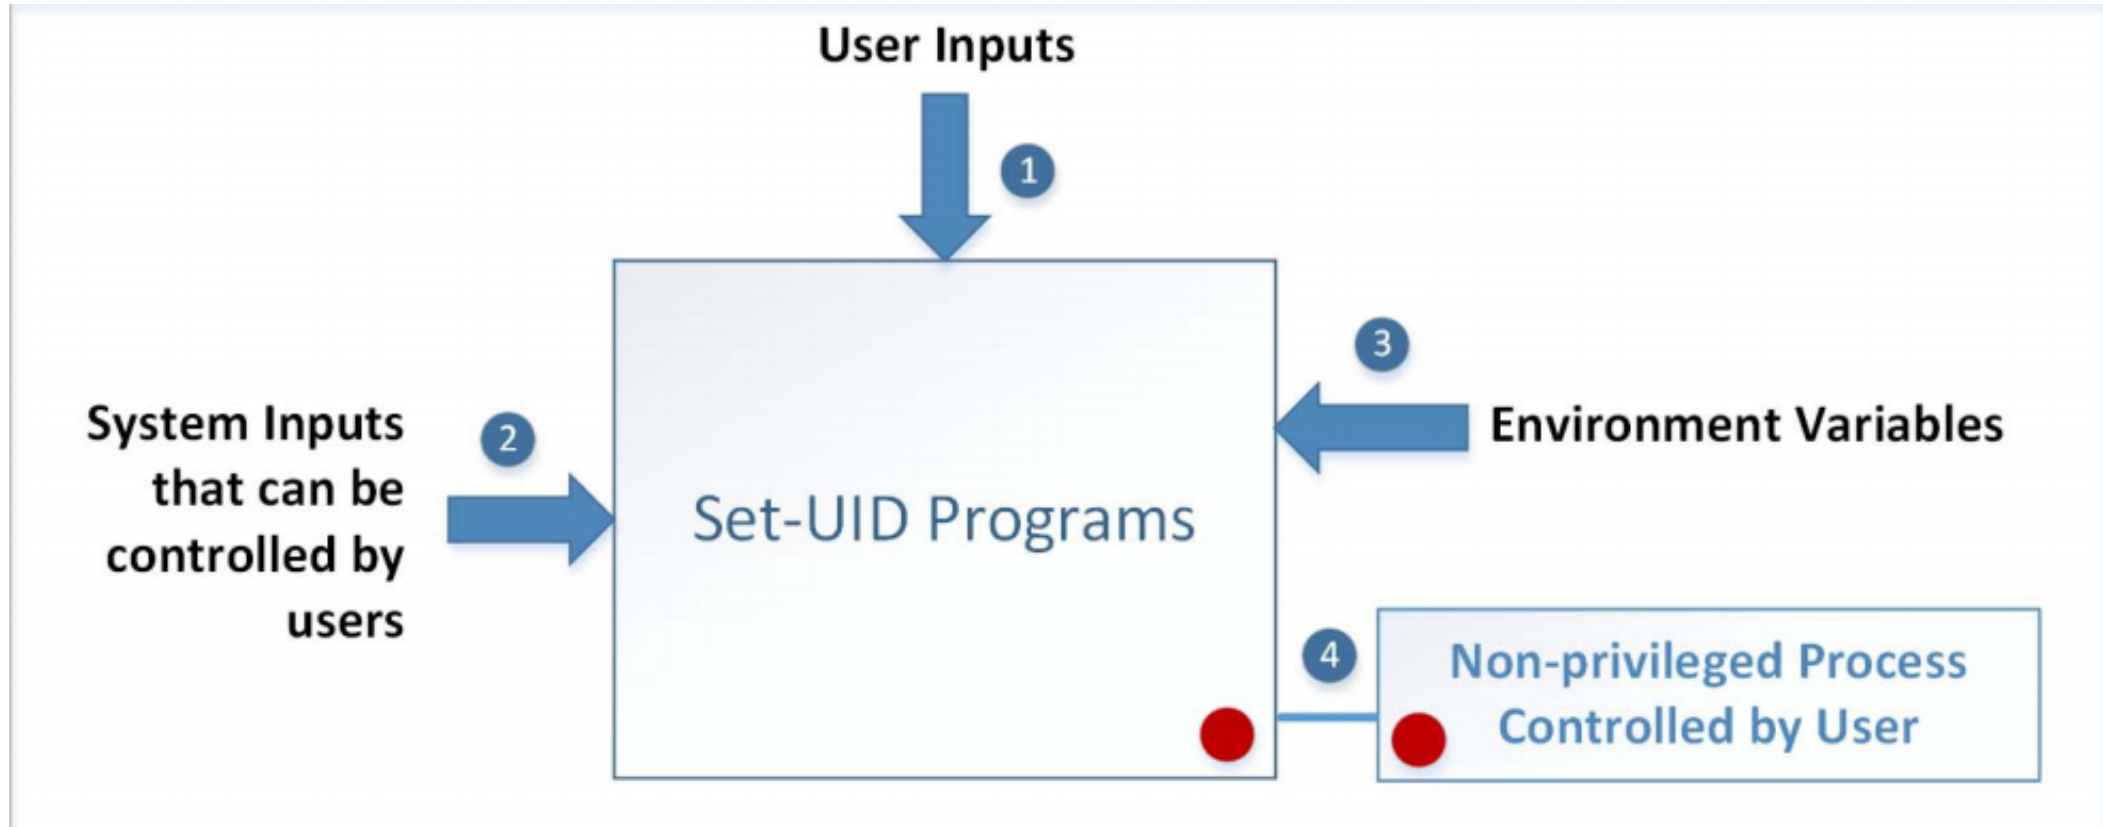 User Inputs
1
3
System Inputs
that can be
controlled by
users
2
Environment Variables
Set-UID Programs
4
Non-privileged Process
Controlled by User